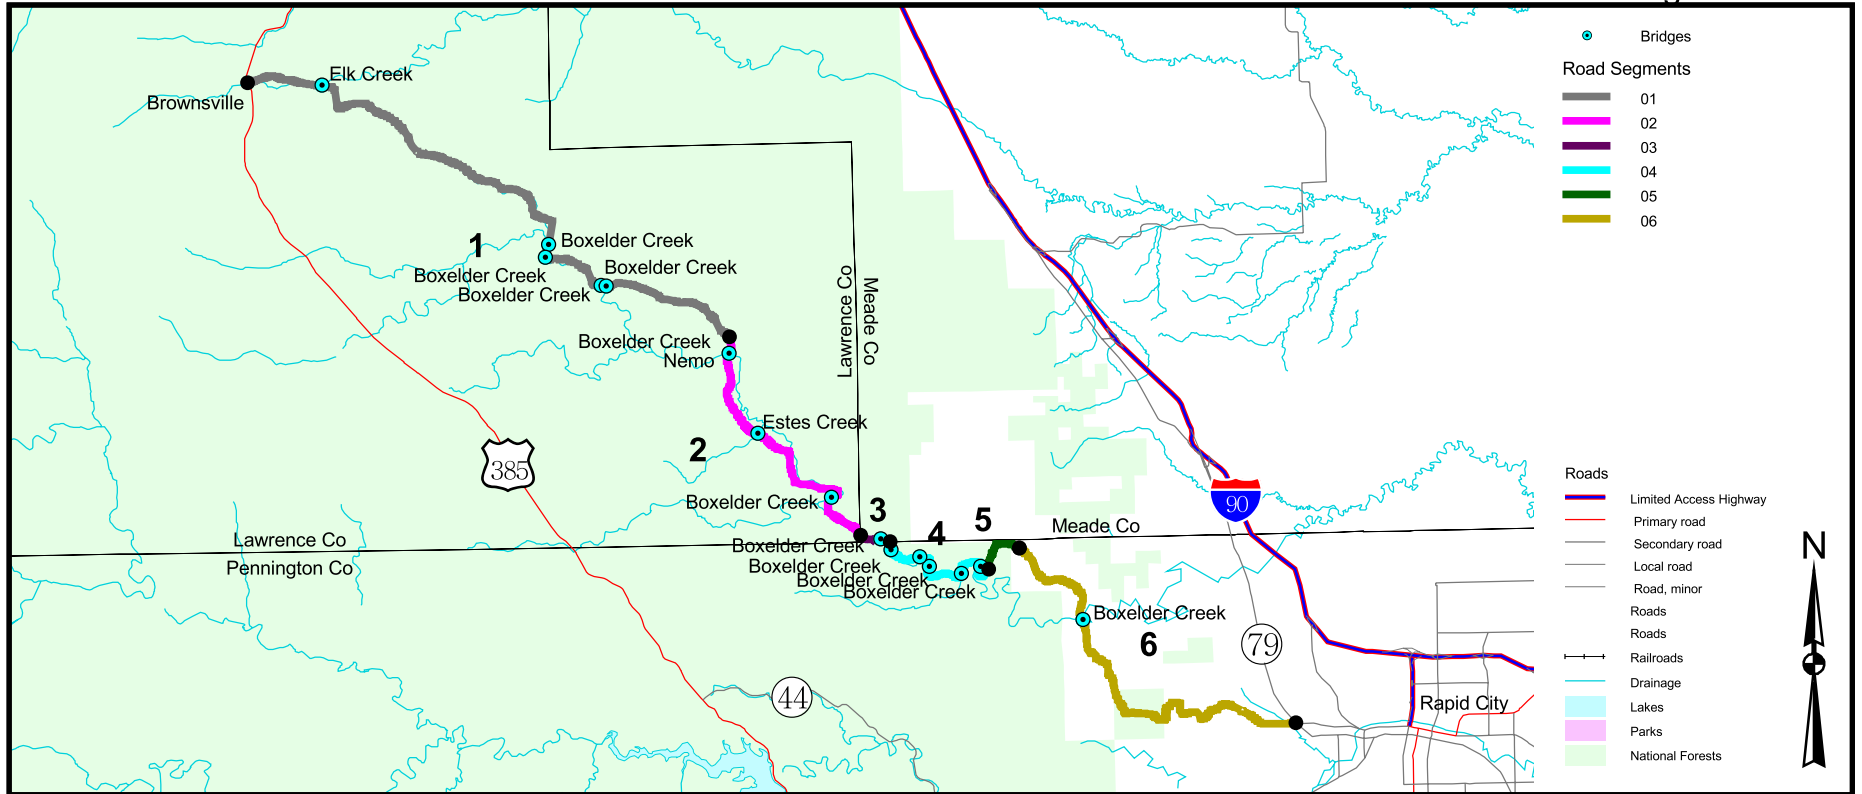 Bridges
Road Segments
01
02
03
04
05
06
Elk Creek
Brownsville
1
Boxelder Creek
Boxelder Creek
Boxelder Creek
Boxelder Creek
Lawrence Co
Meade Co
Boxelder Creek
Nemo
Estes Creek
2
385
Boxelder Creek
3
4
5
Meade Co
90
Lawrence Co
Pennington Co
Boxelder Creek
Boxelder Creek
Boxelder Creek
Boxelder Creek
Boxelder Creek
6
79
44
Rapid City
Roads
Limited Access Highway
Primary road
Secondary road
Local road
Road, minor
Roads
Roads
Railroads
Drainage
Lakes
Parks
National Forests
N